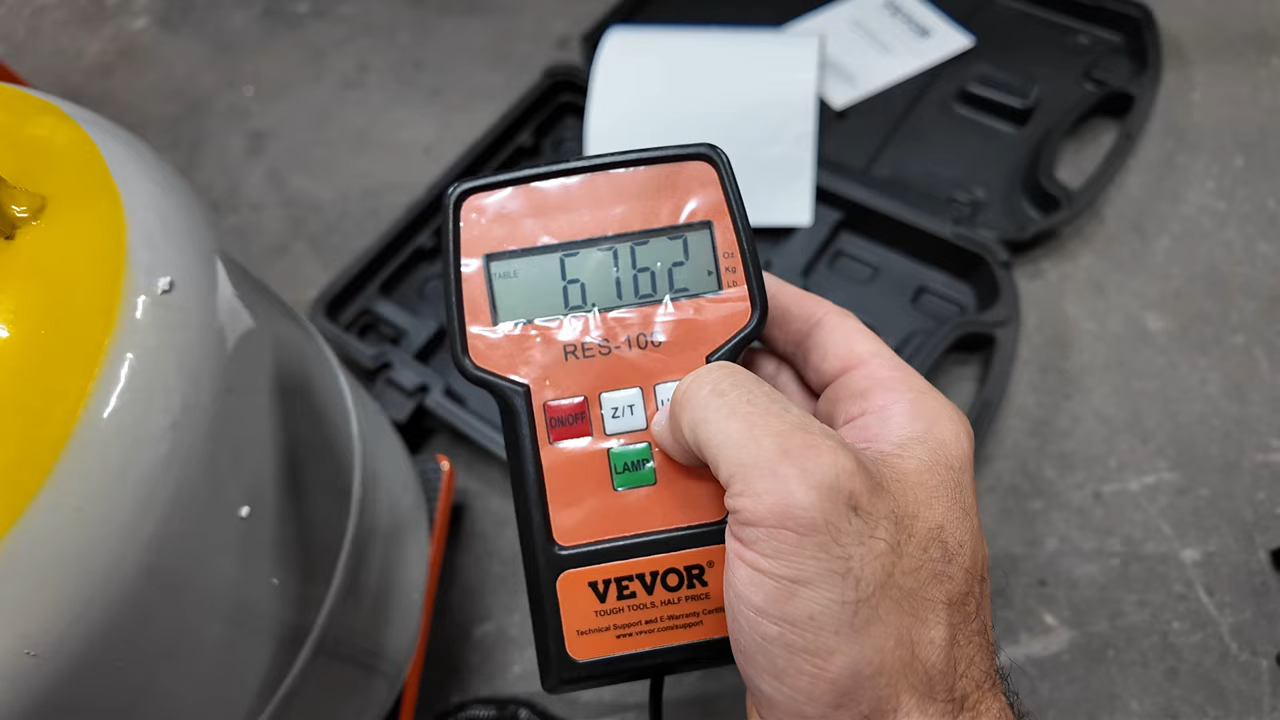 VEVOR
TABLE
6.762
Oz
Kg
Lb
RES-100
ON/OFF
Z/T
LAMP
VEVOR®
TOUGH TOOLS, HALF PRICE
Technical Support and E-Warranty
www.vevor.com/support